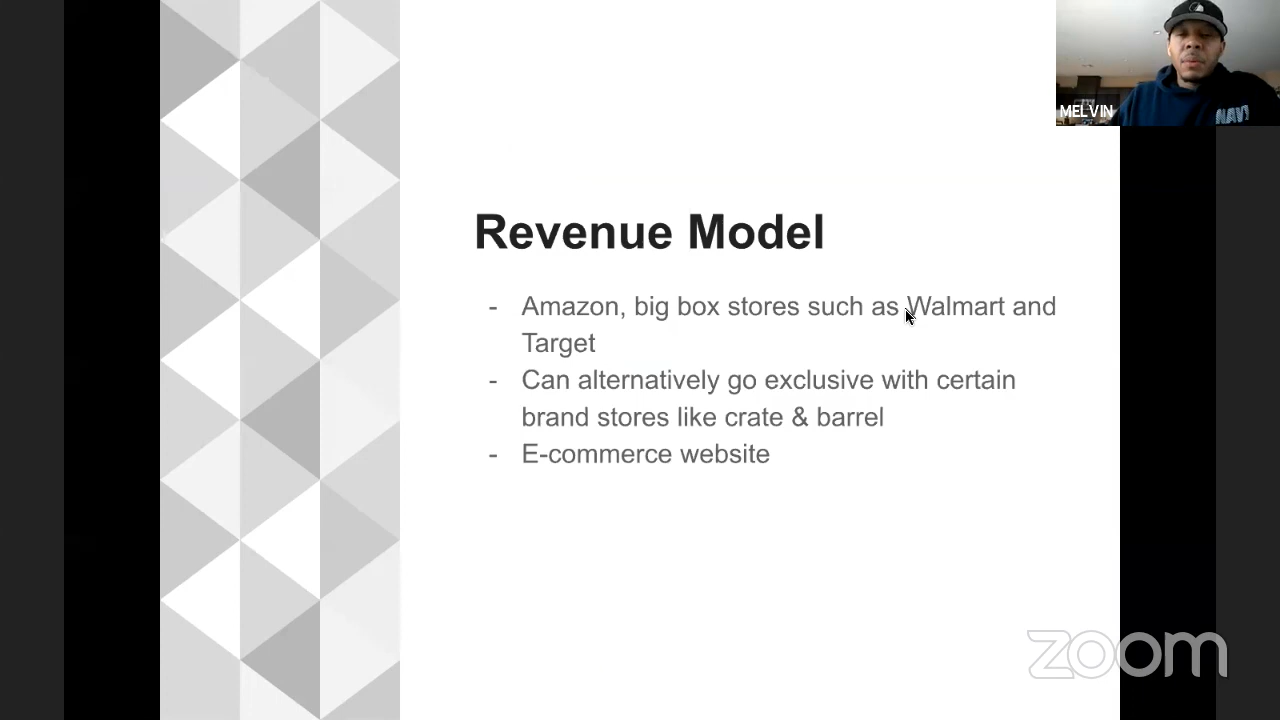 MELVIN
NAVY
Revenue Model
- Amazon, big box stores such as Walmart and
Target
- Can alternatively go exclusive with certain
brand stores like crate & barrel
- E-commerce website
zoom